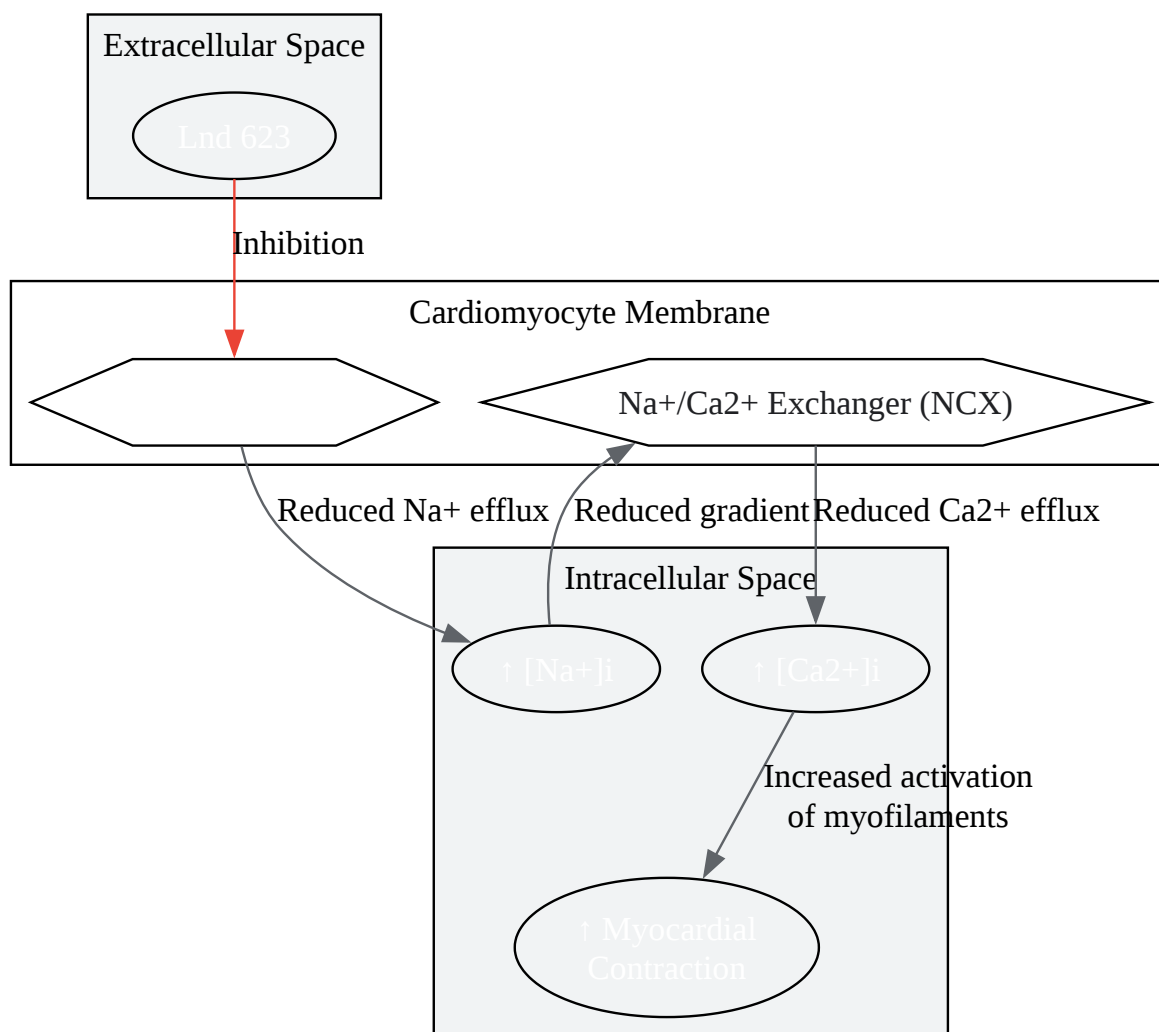 Extracellular Space
Lnd 623
Inhibition
Cardiomyocyte Membrane
Na+/Ca2+ Exchanger (NCX)
Reduced Na+ efflux
Reduced gradient
Reduced Ca2+ efflux
Intracellular Space
↑ [Na+]i
↑ [Ca2+]i
Increased activation
of myofilaments
↑ Myocardial
Contraction